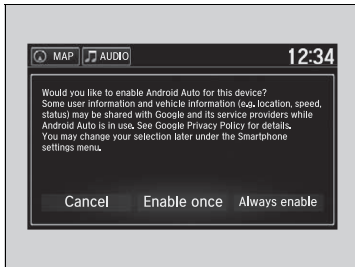 MAP AUDIO 12:34
Would you like to enable Android Auto for this device?
Some user information and vehicle information (e.g. location, speed,
status) may be shared with Google and its service providers while
Android Auto is in use. See Google Privacy Policy for details.
You may change your selection later under the Smartphone
settings menu.
Cancel Enable once Always enable